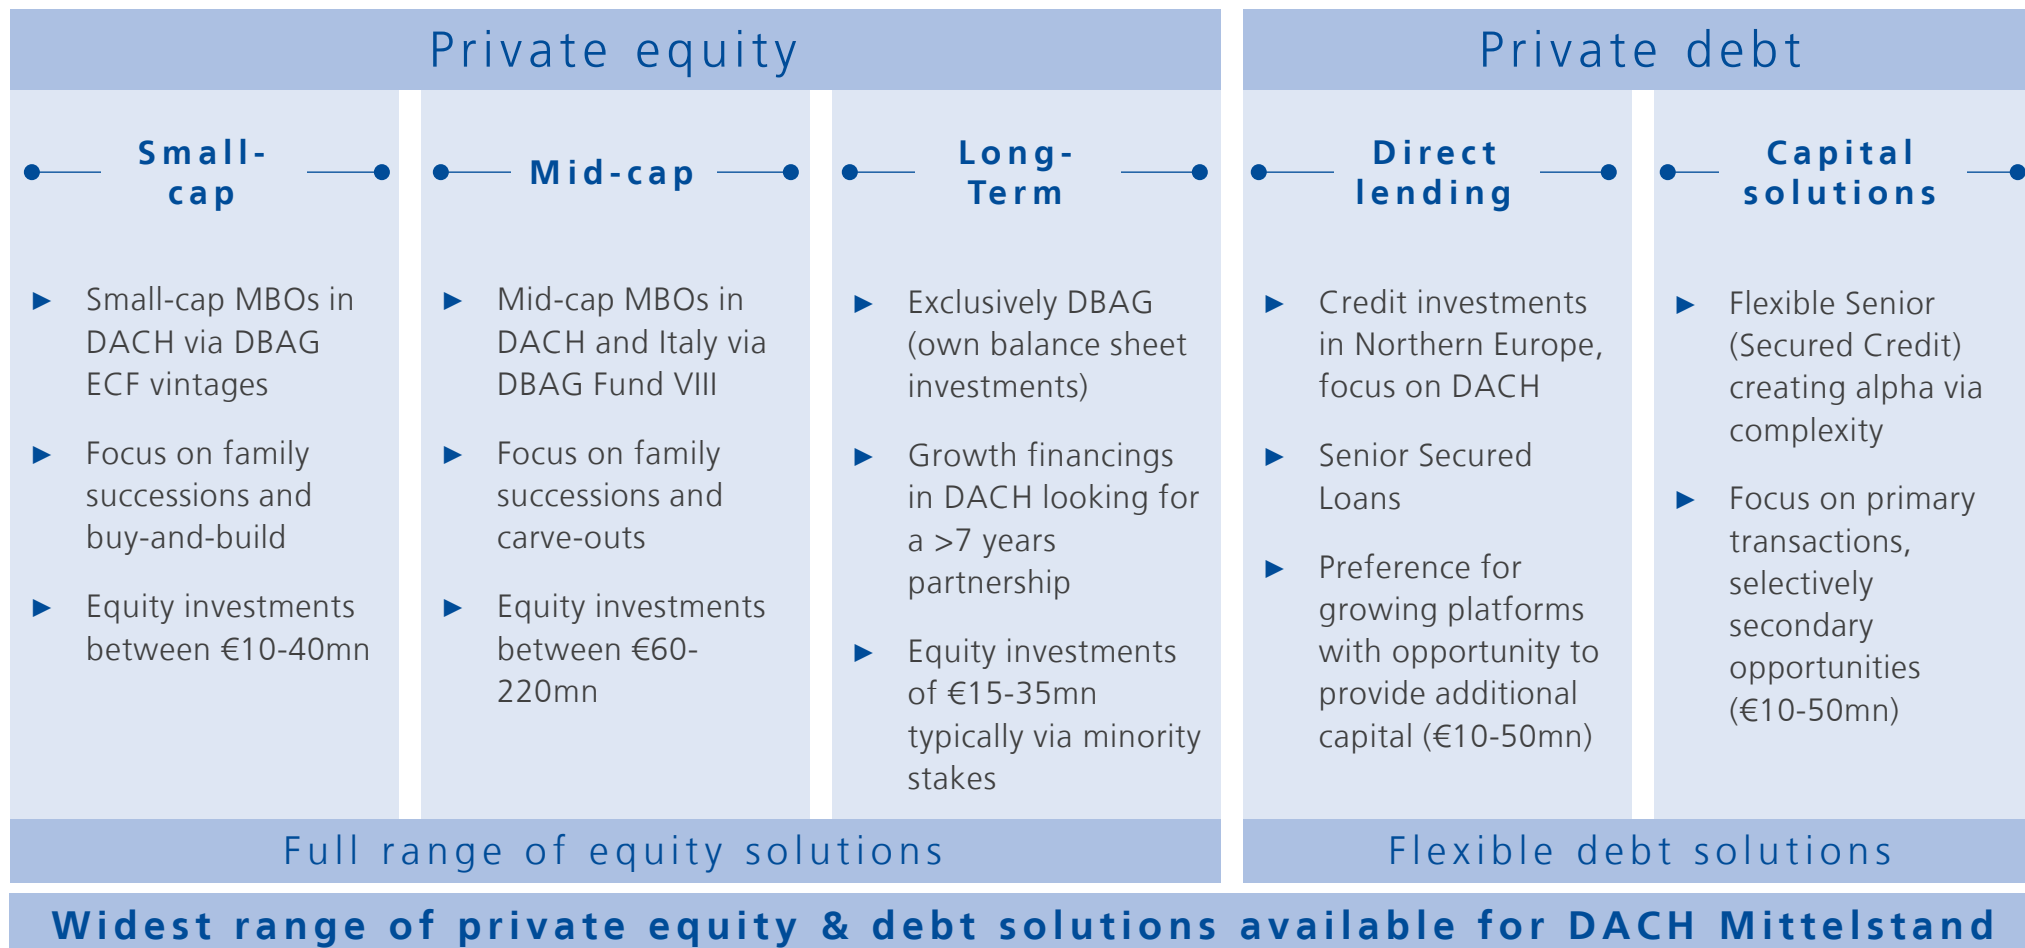 Private equity
Small-
cap
► Small-cap MBOs in
DACH via DBAG
ECF vintages
► Focus on family
successions and
buy-and-build
► Equity investments
between €10-40mn
Mid-cap
► Mid-cap MBOs in
DACH and Italy via
DBAG Fund VIII
► Focus on family
successions and
carve-outs
► Equity investments
between €60-
220mn
Long-
Term
► Exclusively DBAG
(own balance sheet
investments)
► Growth financings
in DACH looking for
a >7 years
partnership
► Equity investments
of €15-35mn
typically via minority
stakes
Full range of equity solutions
Private debt
Direct
lending
► Credit investments
in Northern Europe,
focus on DACH
► Senior Secured
Loans
► Preference for
growing platforms
with opportunity to
provide additional
capital (€10-50mn)
Capital
solutions
► Flexible Senior
(Secured Credit)
creating alpha via
complexity
► Focus on primary
transactions,
selectively
secondary
opportunities
(€10-50mn)
Flexible debt solutions
Widest range of private equity & debt solutions available for DACH Mittelstand